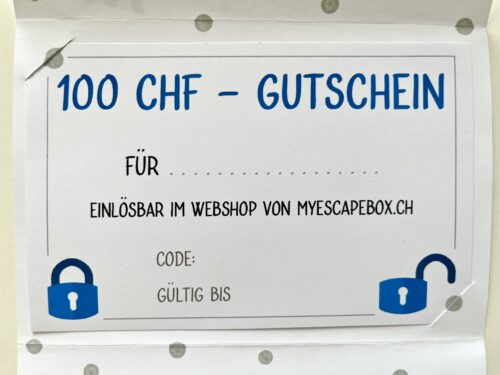 100 CHF – GUTSCHEIN
FÜR ...................
EINLÖSBAR IM WEBSHOP VON MYESCAPEBOX.CH
CODE:
GÜLTIG BIS